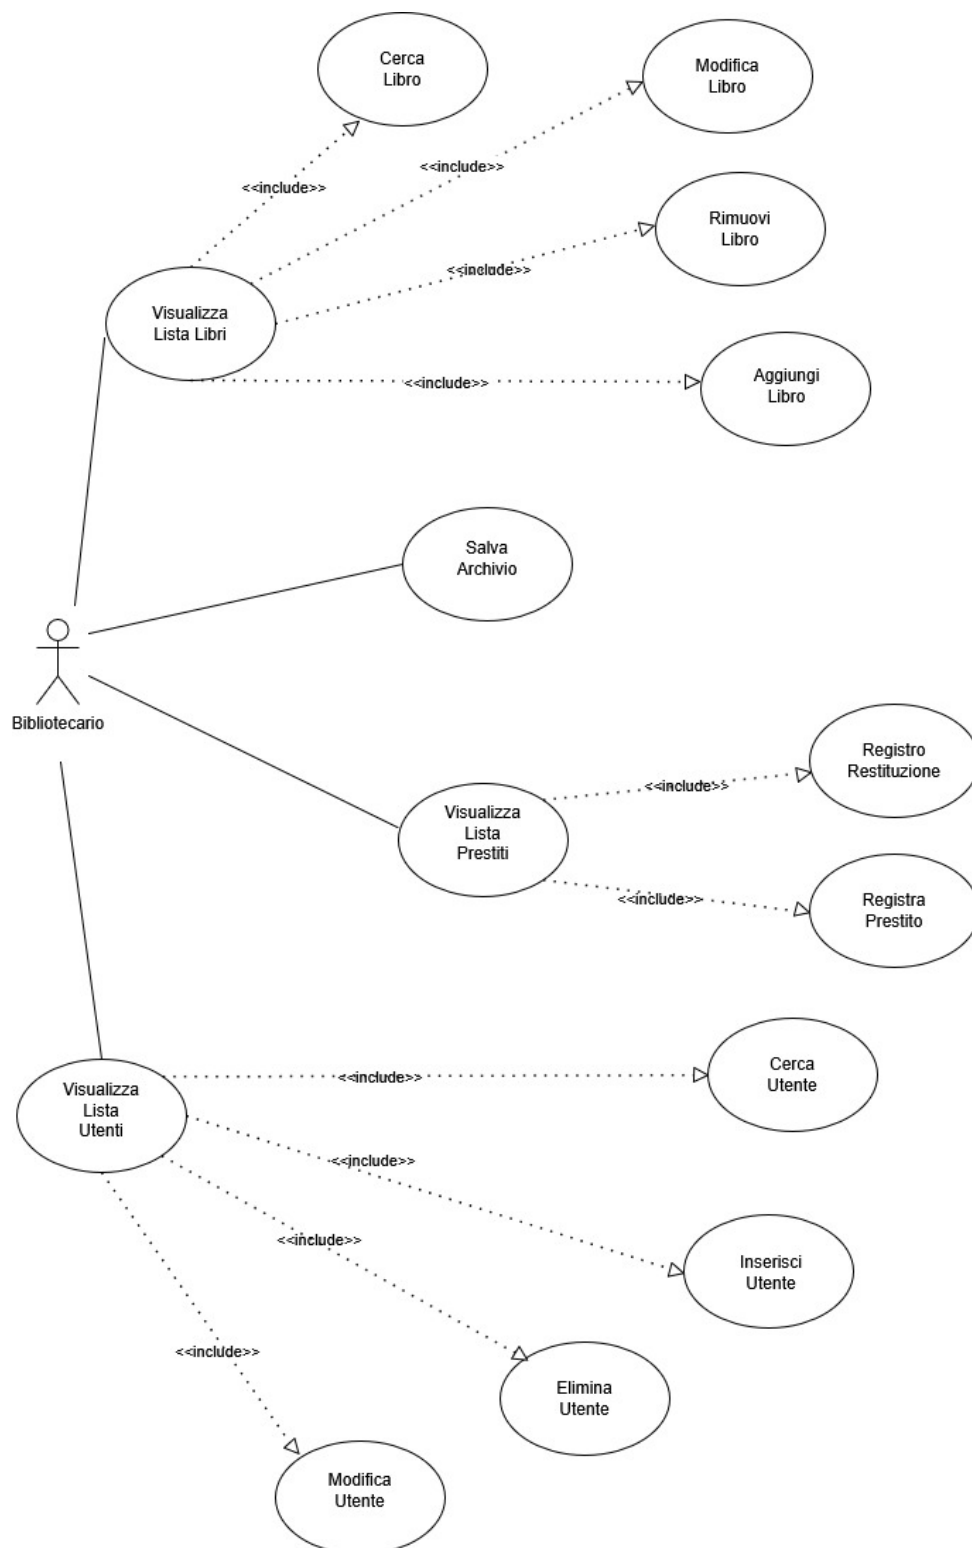 Cerca
Libro
Modifica
Libro
<<include>>
<<include>>
Rimuovi
Libro
<<include>>
Visualizza
Lista Libri
Aggiungi
Libro
<<include>>
Salva
Archivio
Bibliotecario
Registro
Restituzione
<<include>>
Visualizza
Lista
Prestiti
<<include>>
Registra
Prestito
Cerca
Utente
<<include>>
Visualizza
Lista
Utenti
<<include>>
<<include>>
Inserisci
Utente
<<include>>
Elimina
Utente
Modifica
Utente